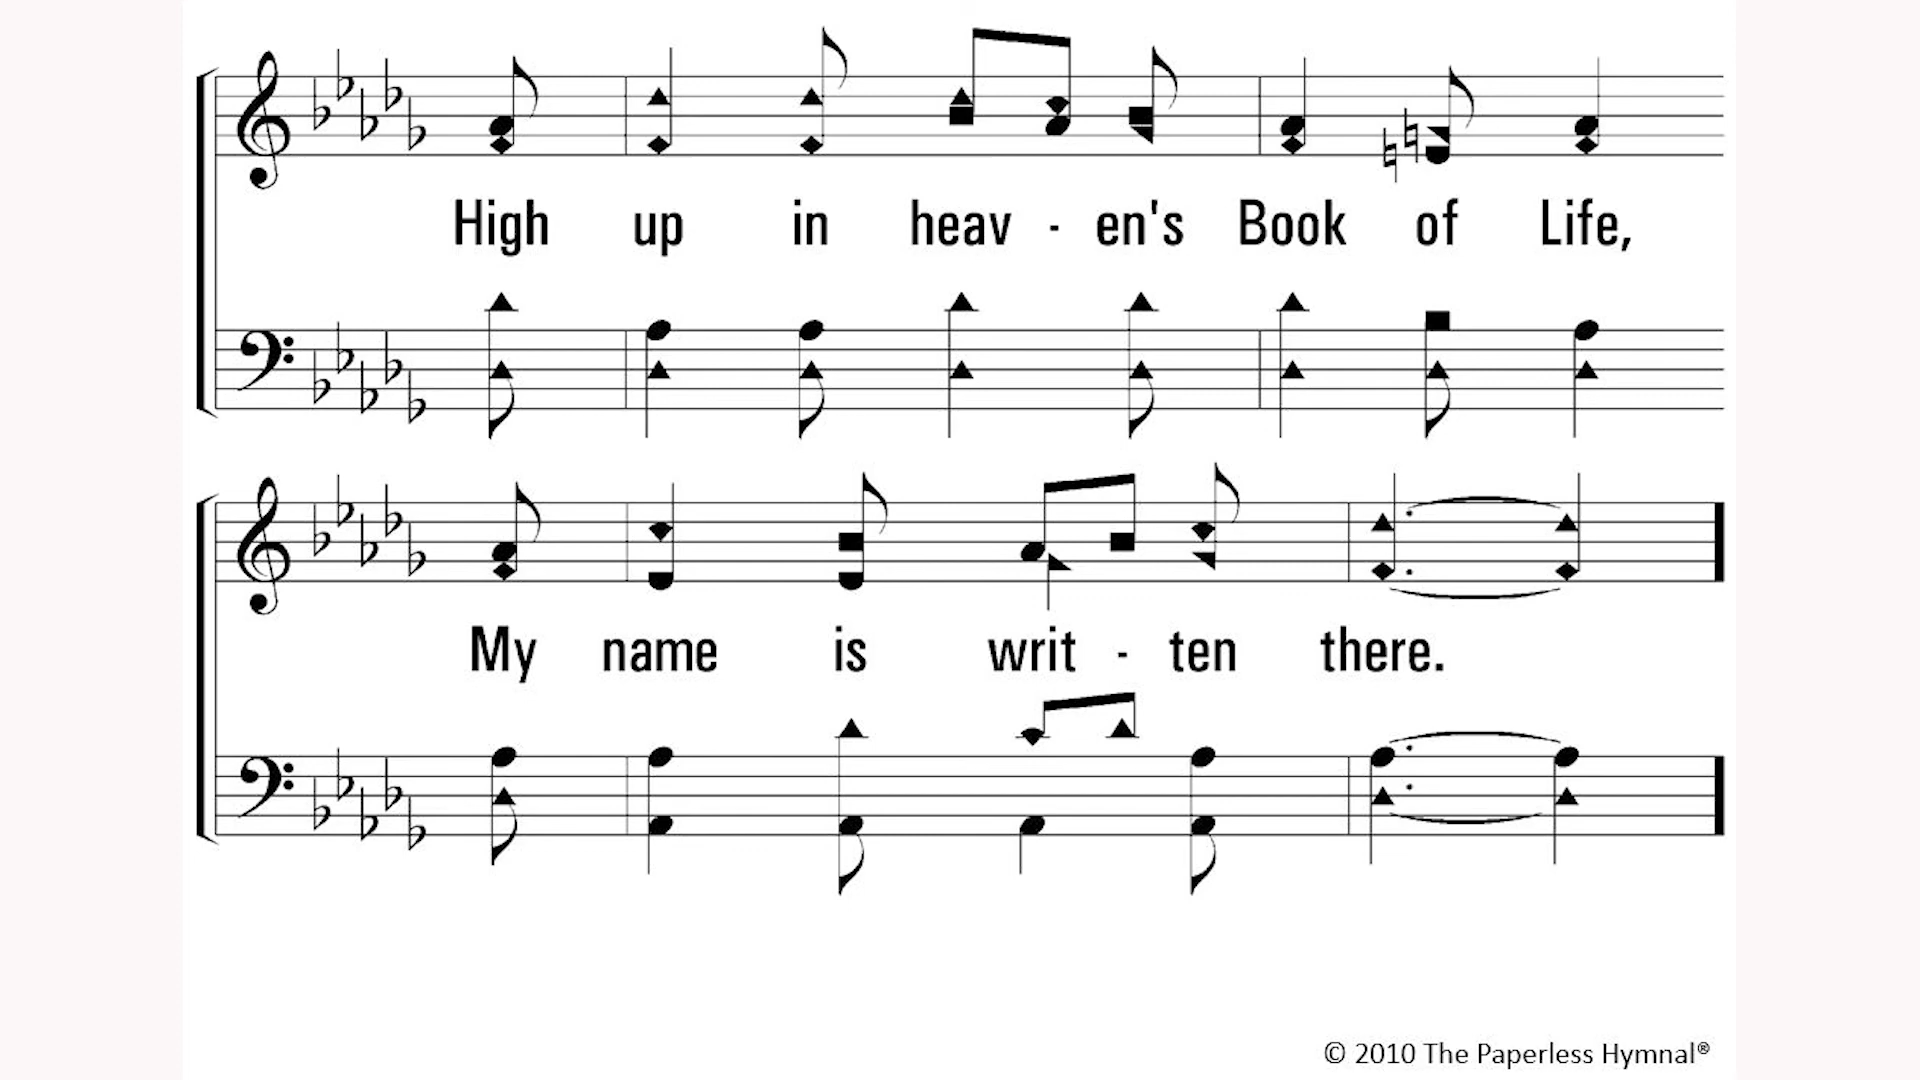 High up in heav - en's Book of Life,
My name is writ - ten there.
© 2010 The Paperless Hymnal®